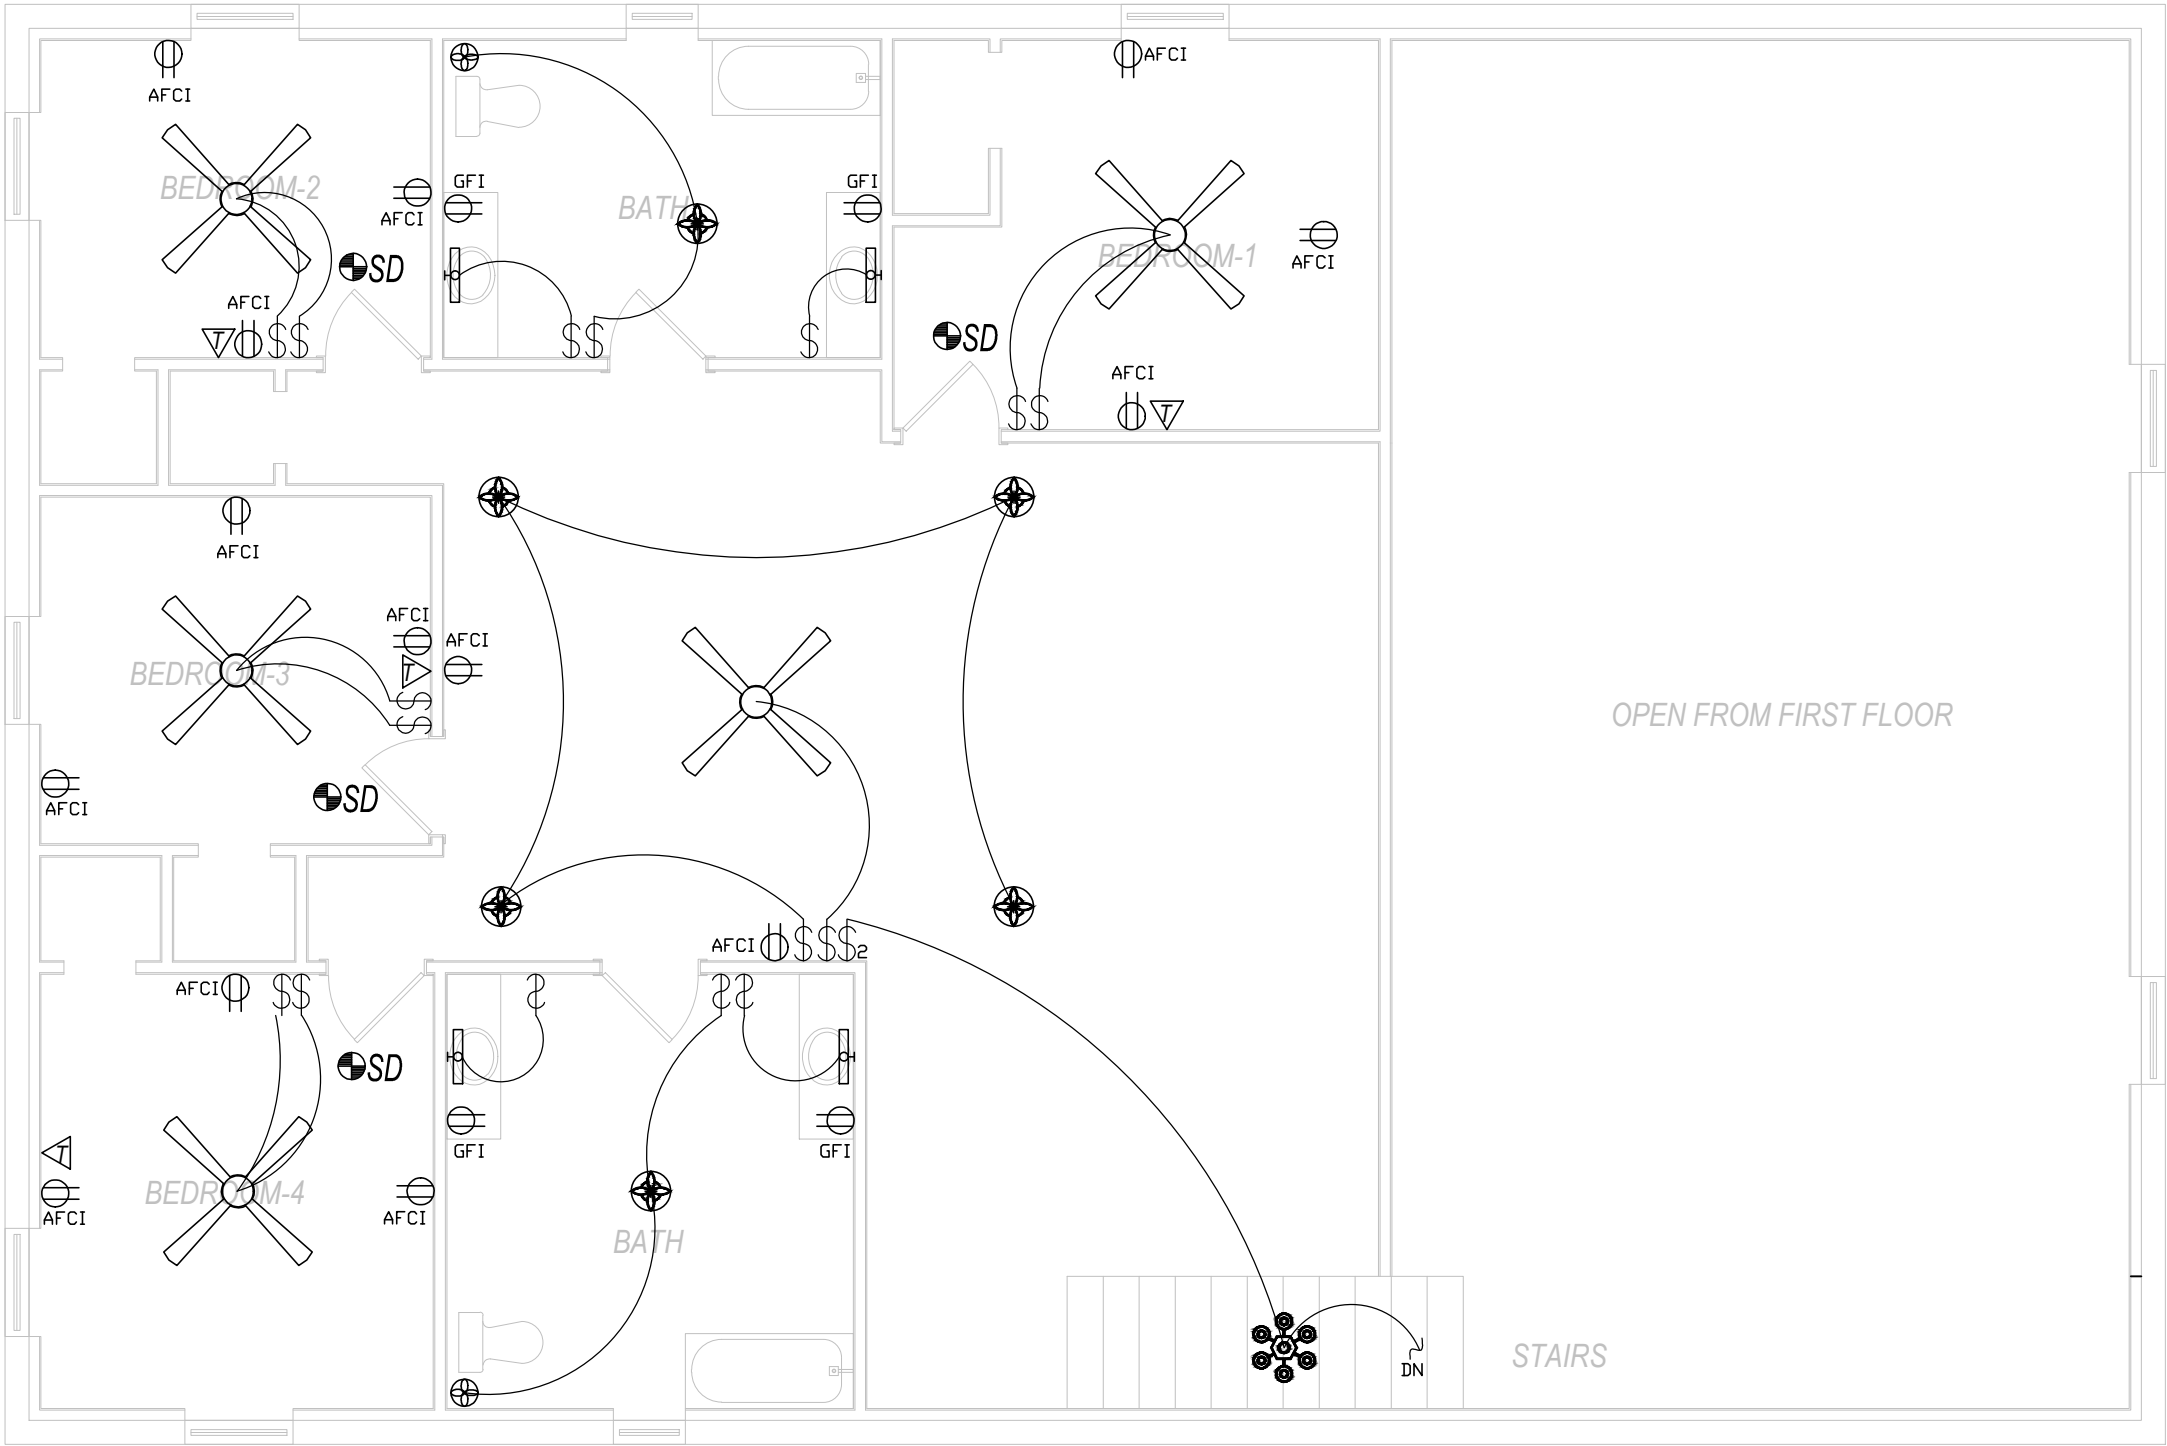 AFCI
AFCI
BEDROOM-2
AFCI
GFI
GFI
BATH
BEDROOM-1
AFCI
SD
AFCI
T
$$
$$
$
SD
AFCI
T
$$
AFCI
AFCI
AFCI
BEDROOM-3
T
$$
OPEN FROM FIRST FLOOR
SD
AFCI
AFCI
$$$2
AFCI
$$
$
$$
SD
T
GFI
GFI
BEDROOM-4
AFCI
AFCI
BATH
STAIRS
DN